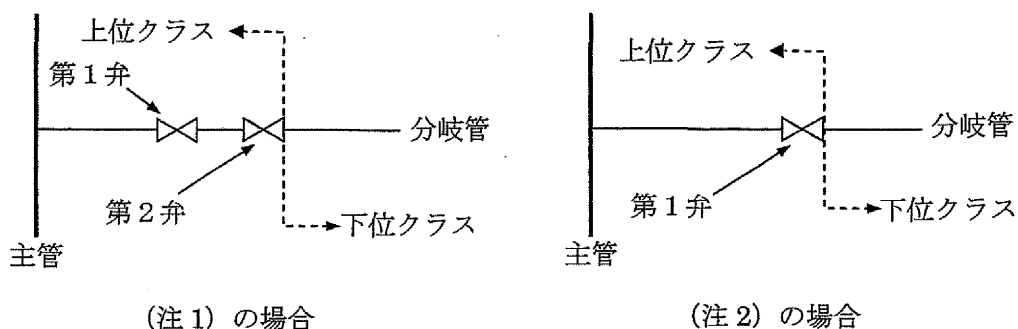 上位クラス
第1弁
分岐管
第2弁
下位クラス
主管
(注1)の場合
上位クラス
分岐管
第1弁
下位クラス
主管
(注2)の場合